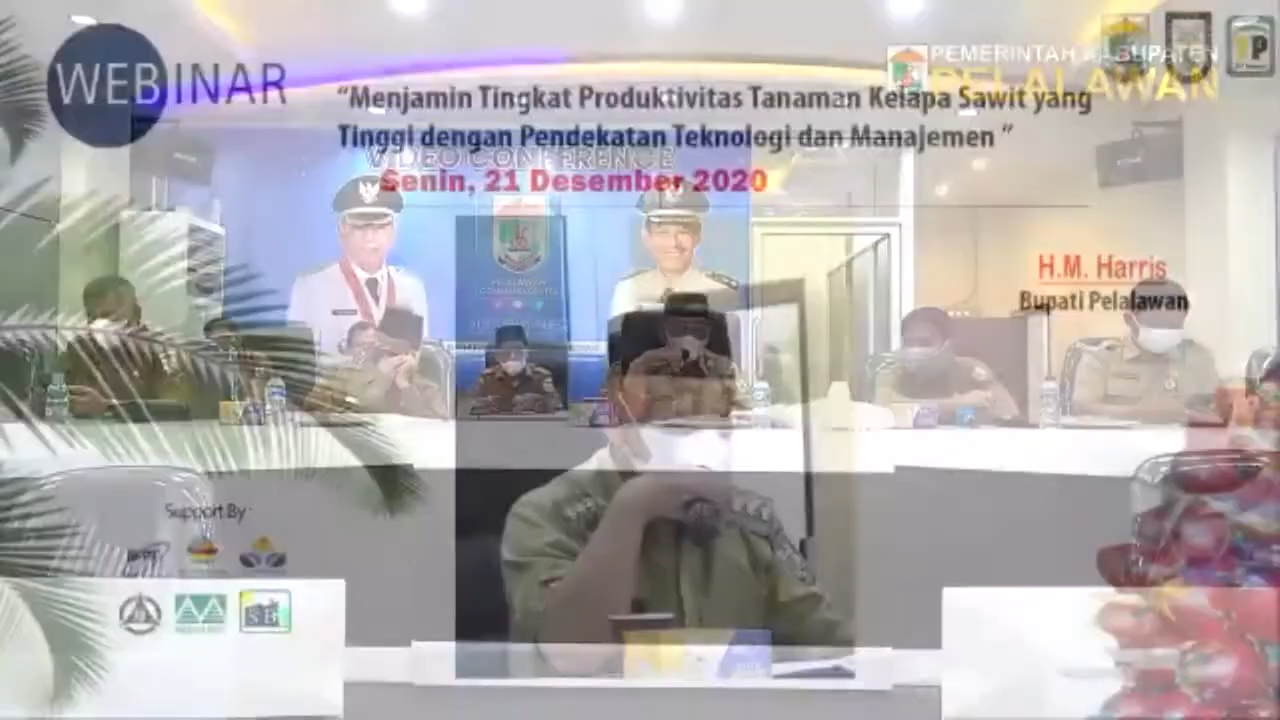 WEBINAR
PEMERINTAH KABUPATEN
PELALAWAN
"Menjamin Tingkat Produktivitas Tanaman Kelapa Sawit yang
Tinggi dengan Pendekatan Teknologi dan Manajemen "
VIDEO CONFERENCE
Senin, 21 Desember 2020
H.M. Harris
Bupati Pelalawan
Support By